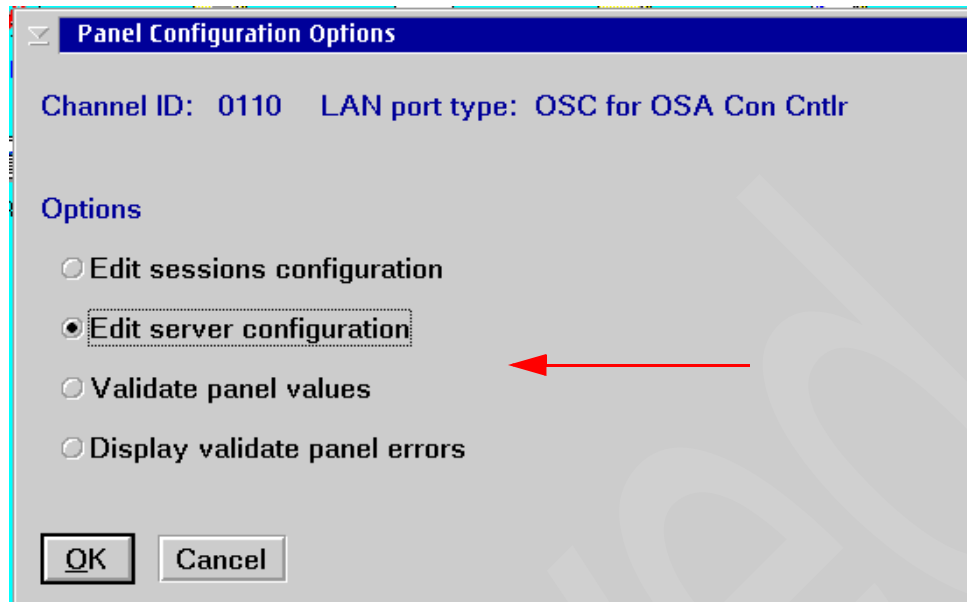 Panel Configuration Options
Channel ID: 0110 LAN port type: OSC for OSA Con Cntlr
Options
Edit sessions configuration
Edit server configuration
Validate panel values
Display validate panel errors
OK Cancel